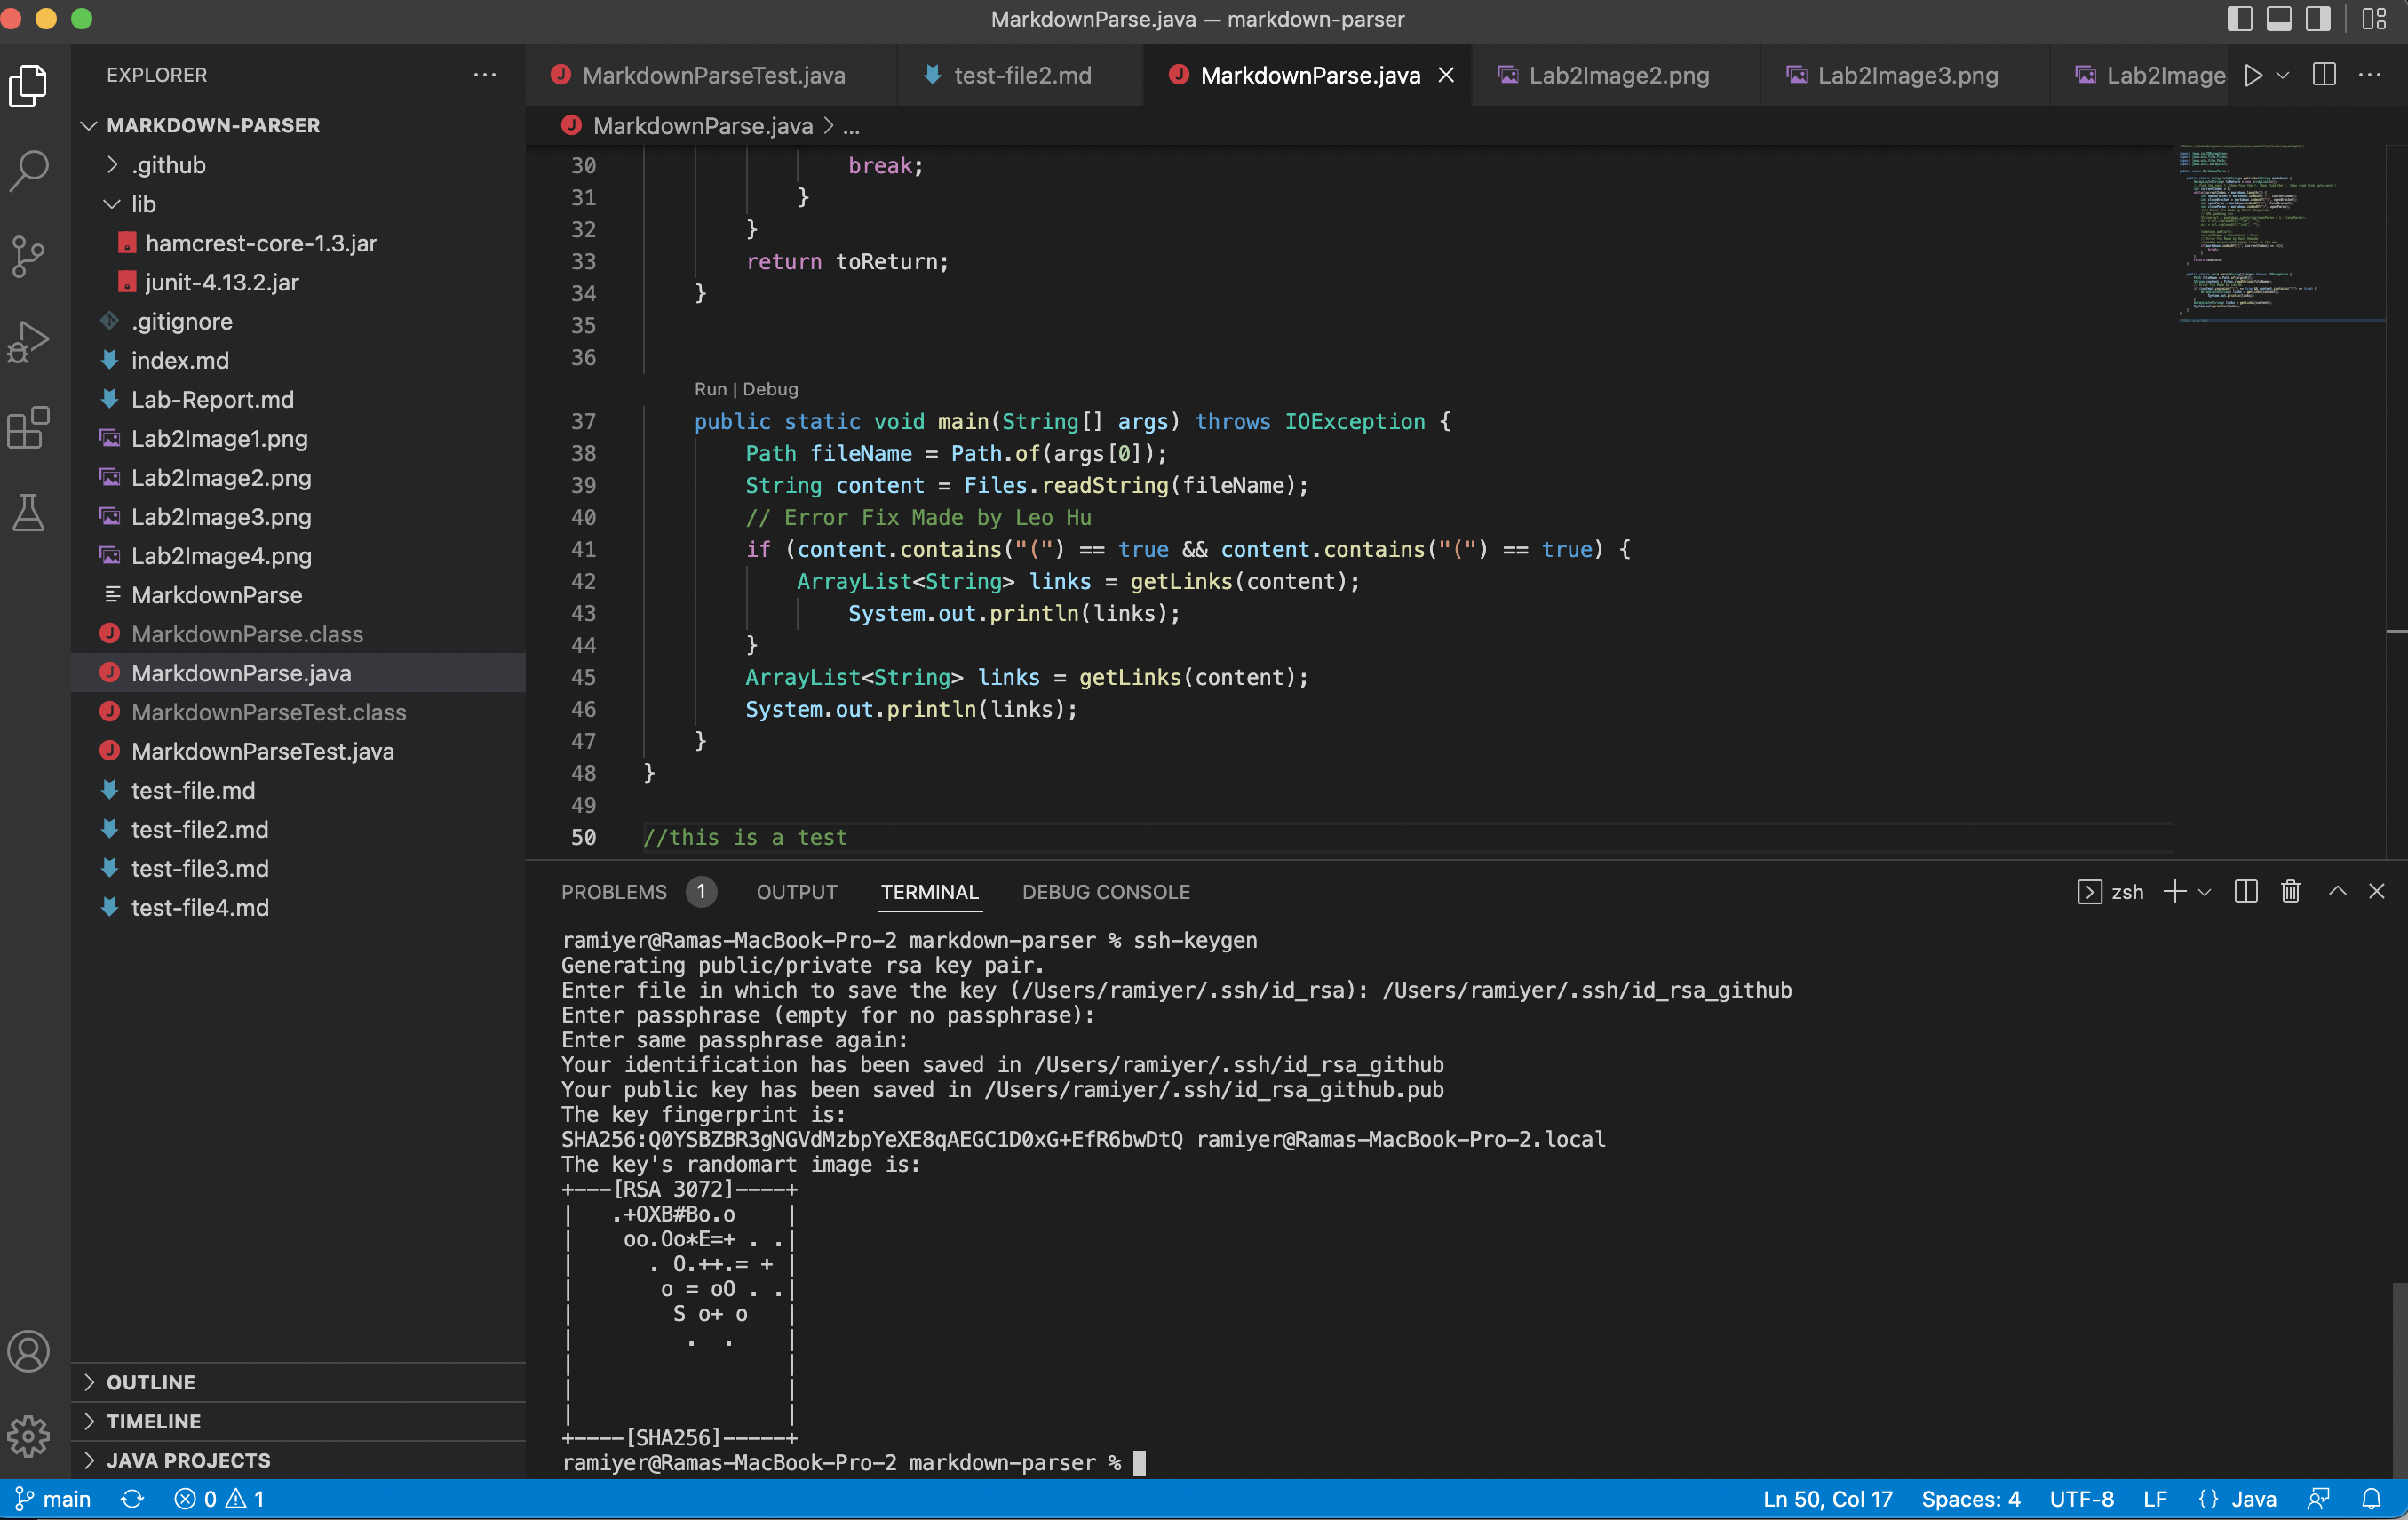 MarkdownParse.java — markdown-parser
EXPLORER
MARKDOWN-PARSER
.github
lib
hamcrest-core-1.3.jar
junit-4.13.2.jar
.gitignore
index.md
Lab-Report.md
Lab2Image1.png
Lab2Image2.png
Lab2Image3.png
Lab2Image4.png
MarkdownParse
MarkdownParse.class
MarkdownParse.java
MarkdownParseTest.class
MarkdownParseTest.java
test-file.md
test-file2.md
test-file3.md
test-file4.md
OUTLINE
TIMELINE
JAVA PROJECTS
MarkdownParseTest.java test-file2.md MarkdownParse.java Lab2Image2.png Lab2Image3.png Lab2Image
MarkdownParse.java > ...
30 break;
31 }
32 }
33 return toReturn;
34 }
35
36
Run | Debug
37 public static void main(String[] args) throws IOException {
38 Path fileName = Path.of(args[0]);
39 String content = Files.readString(fileName);
40 // Error Fix Made by Leo Hu
41 if (content.contains("(") == true && content.contains("(") == true) {
42 ArrayList<String> links = getLinks(content);
43 System.out.println(links);
44 }
45 ArrayList<String> links = getLinks(content);
46 System.out.println(links);
47 }
48 }
49
50 //this is a test
PROBLEMS 1 OUTPUT TERMINAL DEBUG CONSOLE zsh
ramiyer@Ramas-MacBook-Pro-2 markdown-parser % ssh-keygen
Generating public/private rsa key pair.
Enter file in which to save the key (/Users/ramiyer/.ssh/id_rsa): /Users/ramiyer/.ssh/id_rsa_github
Enter passphrase (empty for no passphrase):
Enter same passphrase again:
Your identification has been saved in /Users/ramiyer/.ssh/id_rsa_github
Your public key has been saved in /Users/ramiyer/.ssh/id_rsa_github.pub
The key fingerprint is:
SHA256:Q0YSBZBR3gNGVdMzbpYeXE8qAEGC1D0xG+EfR6bwDtQ ramiyer@Ramas-MacBook-Pro-2.local
The key's randomart image is:
+---[RSA 3072]----+
|   .+OXB#Bo.o    |
|    oo.Oo*E=+ . .|
|      . O.++.= + |
|       o = oO . .|
|        S o+ o   |
|         .  .    |
|                 |
|                 |
|                 |
+----[SHA256]-----+
ramiyer@Ramas-MacBook-Pro-2 markdown-parser %
main 0 1 Ln 50, Col 17 Spaces: 4 UTF-8 LF {} Java